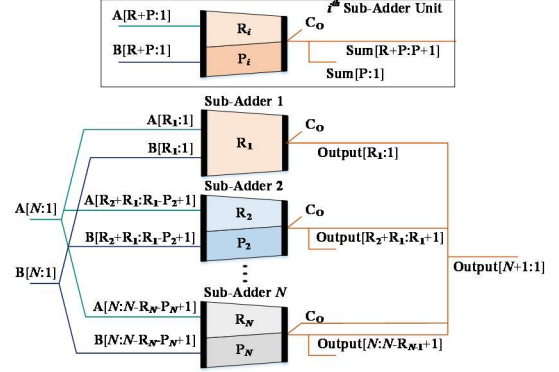 i^th Sub-Adder Unit
A[R+P:1]
R_i
C_O
B[R+P:1]
P_i
Sum[R+P:P+1]
Sum[P:1]
Sub-Adder 1
A[R_1:1]
C_O
B[R_1:1]
R_1
Output[R_1:1]
Sub-Adder 2
A[R_2+R_1:R_1-P_2+1]
C_O
A[N:1]
R_2
B[R_2+R_1:R_1-P_2+1]
P_2
Output[R_2+R_1:R_1+1]
Output[N+1:1]
B[N:1]
Sub-Adder N
A[N:N-R_N-P_N+1]
R_N
C_O
B[N:N-R_N-P_N+1]
P_N
Output[N:N-R_N-1+1]